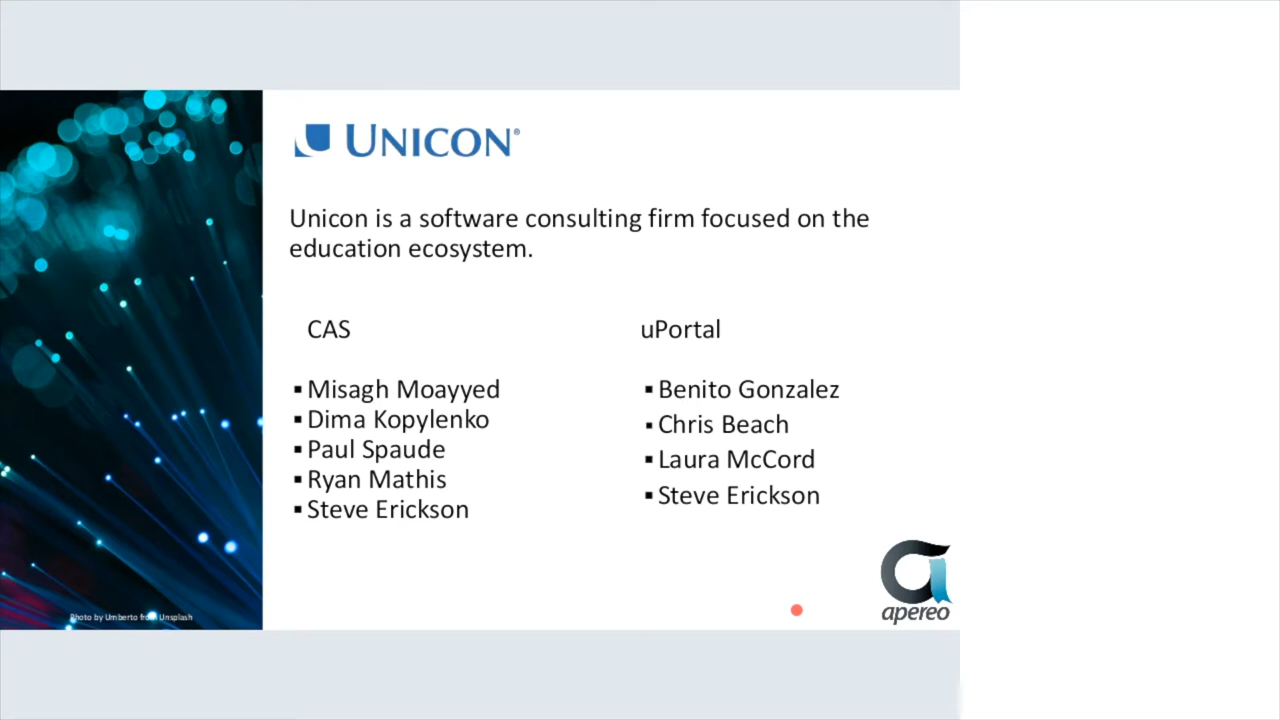 UNICON®
Unicon is a software consulting firm focused on the
education ecosystem.
CAS
▪ Misagh Moayyed
▪ Dima Kopylenko
▪ Paul Spaude
▪ Ryan Mathis
▪ Steve Erickson
uPortal
▪ Benito Gonzalez
▪ Chris Beach
▪ Laura McCord
▪ Steve Erickson
apereo
Photo by Umberto from Unsplash